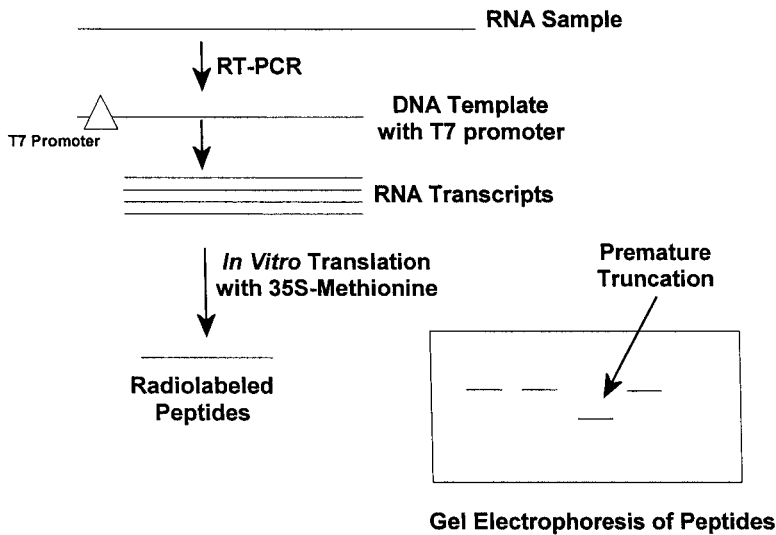 RNA Sample
RT-PCR
DNA Template
with T7 promoter
T7 Promoter
RNA Transcripts
In Vitro Translation
with 35S-Methionine
Radiolabeled
Peptides
Premature
Truncation
Gel Electrophoresis of Peptides